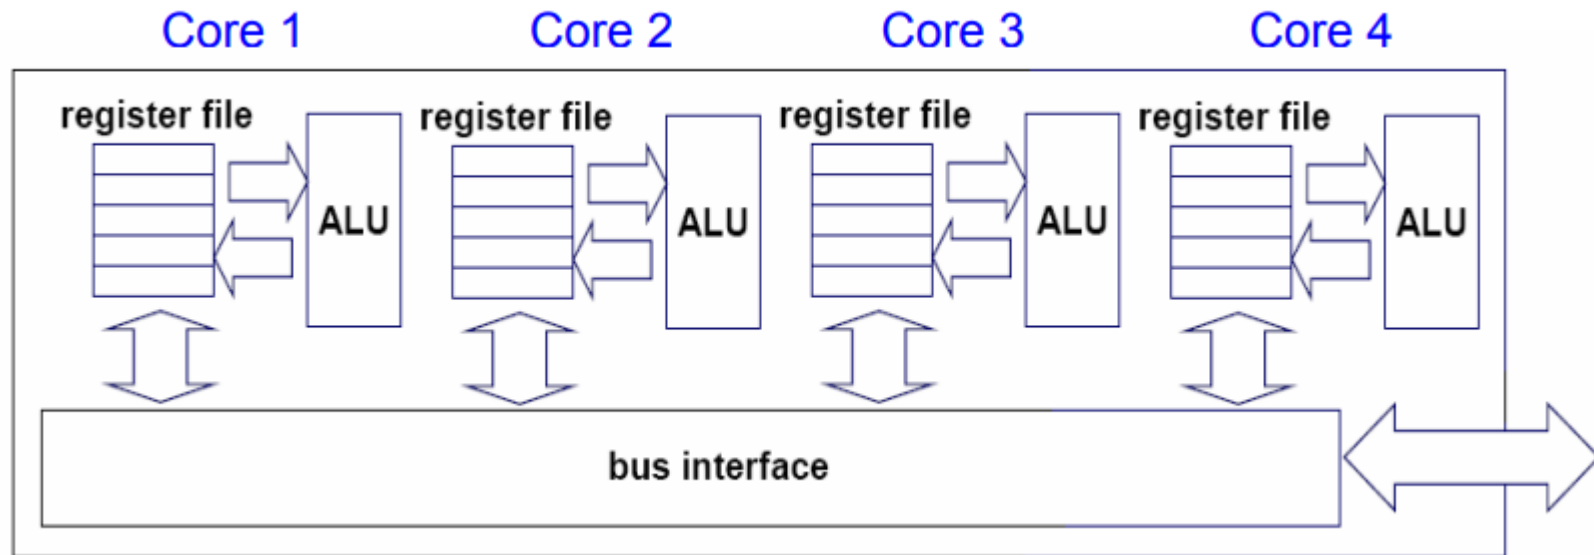 Core 1 Core 2 Core 3 Core 4
register file register file register file register file
ALU ALU ALU ALU
bus interface